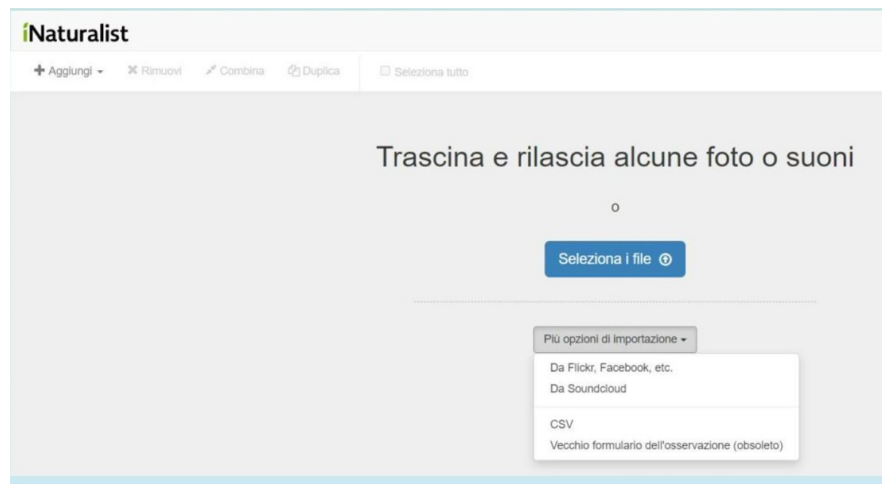 iNaturalist
Aggiungi Rimuovi Combina Duplica Seleziona tutto
Trascina e rilascia alcune foto o suoni
o
Seleziona i file
Più opzioni di importazione
Da Flickr, Facebook, etc.
Da Soundcloud
CSV
Vecchio formulario dell'osservazione (obsoleto)